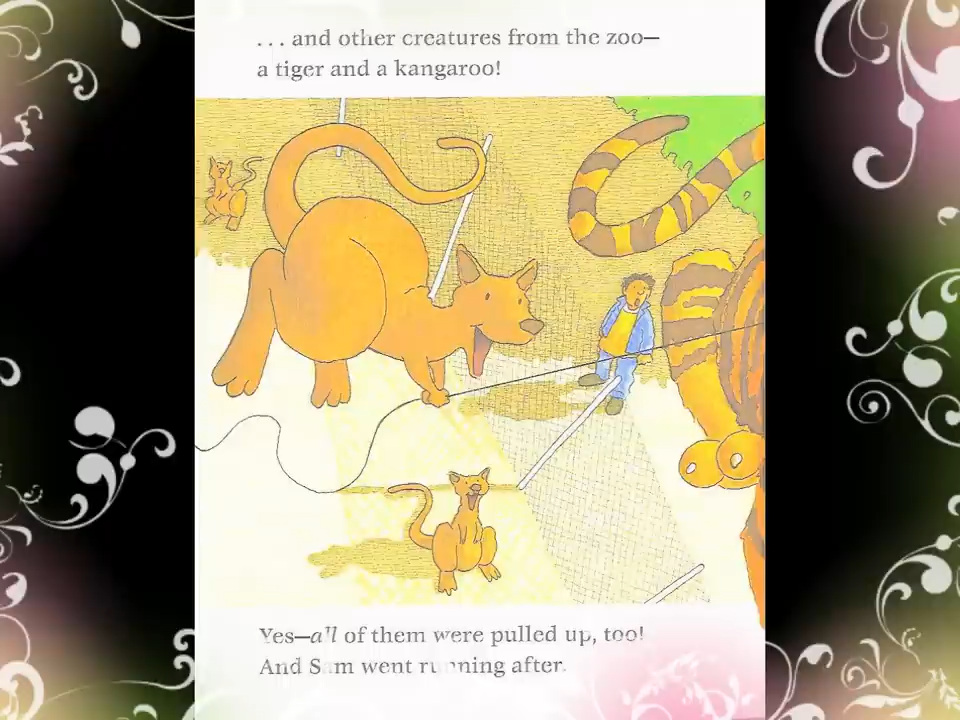 ... and other creatures from the zoo—
a tiger and a kangaroo!
Yes—all of them were pulled up, too!
And Sam went running after.